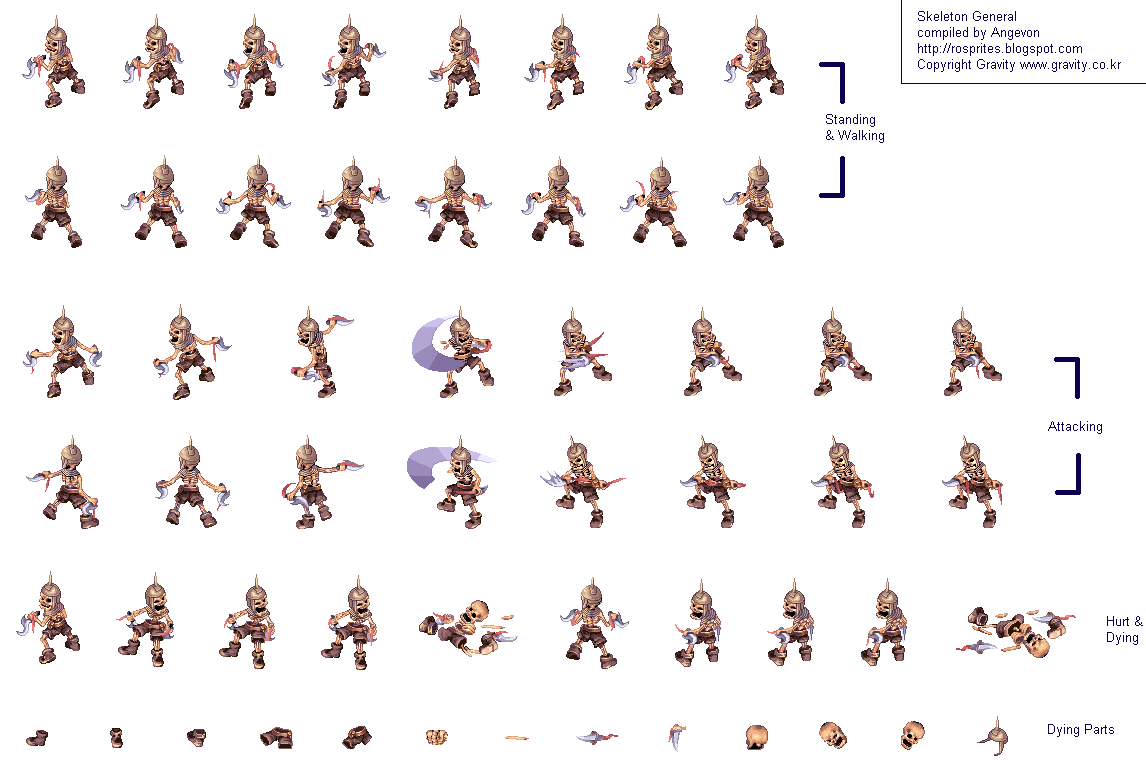 Skeleton General
compiled by Angevon
http://rosprites.blogspot.com
Copyright Gravity www.gravity.co.kr
Standing
& Walking
Attacking
Hurt &
Dying
Dying Parts